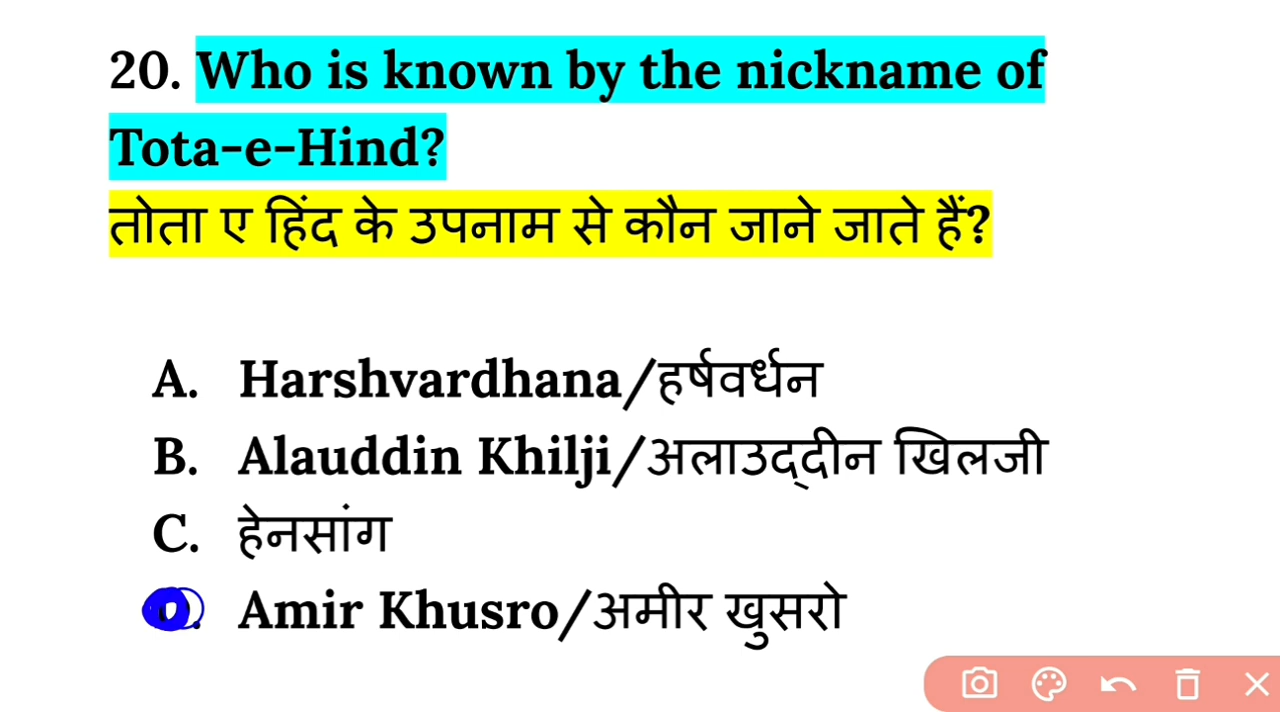 20. Who is known by the nickname of
Tota-e-Hind?
तोता ए हिंद के उपनाम से कौन जाने जाते हैं?
A. Harshvardhana/हर्षवर्धन
B. Alauddin Khilji/अलाउद्दीन खिलजी
C. हेनसांग
Amir Khusro/अमीर खुसरो